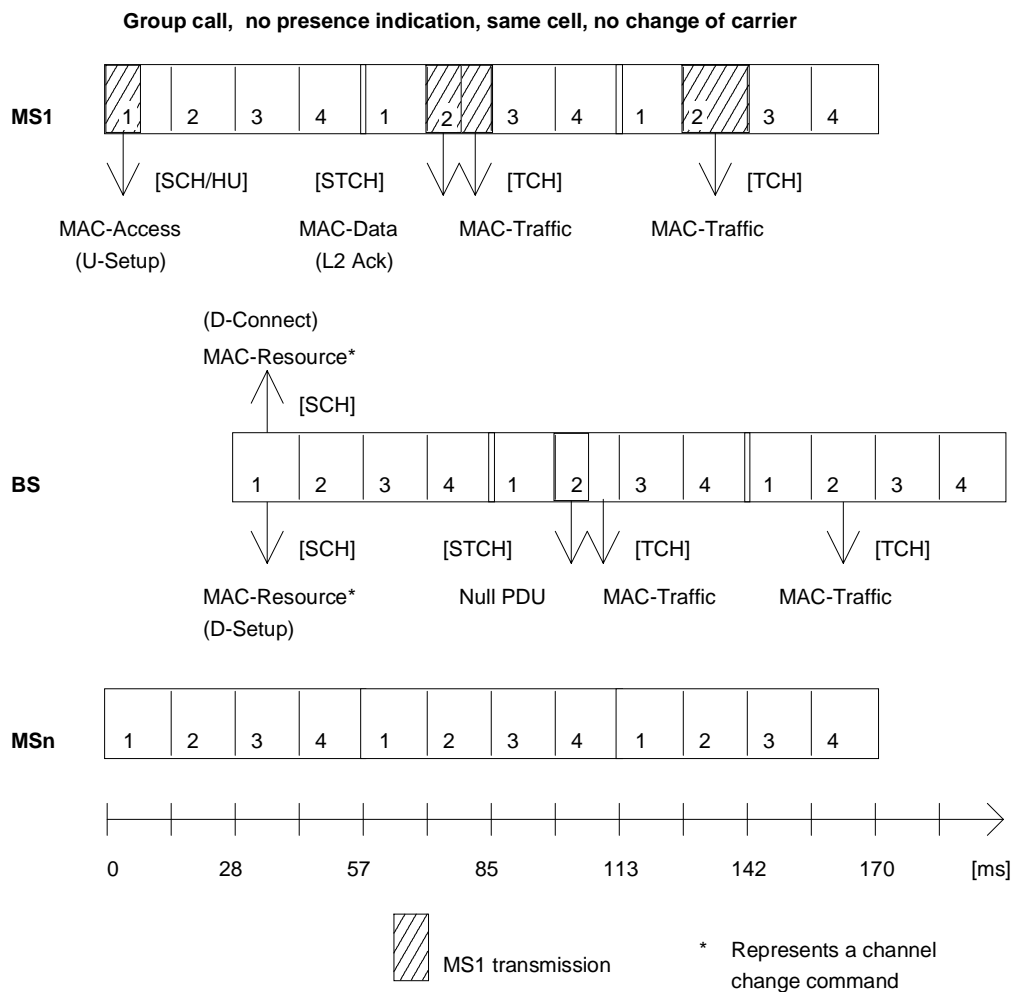 Group call, no presence indication, same cell, no change of carrier
MS1
1 2 3 4 1 2 3 4 1 2 3 4
[SCH/HU] [STCH] [TCH] [TCH]
MAC-Access MAC-Data MAC-Traffic MAC-Traffic
(U-Setup) (L2 Ack)
(D-Connect)
MAC-Resource*
[SCH]
BS
1 2 3 4 1 2 3 4 1 2 3 4
[SCH] [STCH] [TCH] [TCH]
MAC-Resource* Null PDU MAC-Traffic MAC-Traffic
(D-Setup)
MSn
1 2 3 4 1 2 3 4 1 2 3 4
0 28 57 85 113 142 170 [ms]
MS1 transmission
* Represents a channel
change command